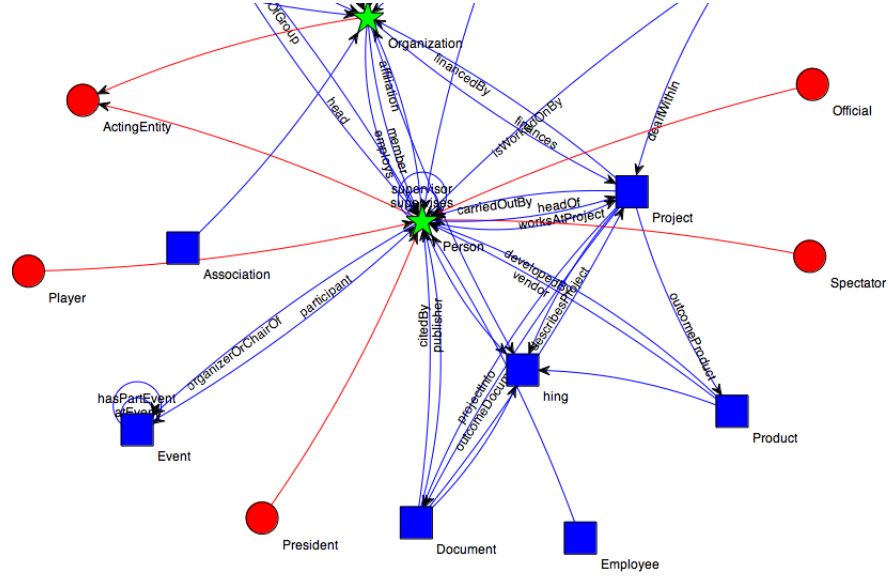 OfGroup
Organization
financedBy
affiliation
head
isWorkedOnBy
finances
dealtWithIn
Official
ActingEntity
member
employs
supervisor
supervises
carriedOutBy
headOf
worksAtProject
Project
Person
Association
Player
Spectator
developedBy
vendor
participant
organizerOrChairOf
citedBy
publisher
describesProject
outcomeProduct
hasPartEvent
atEvent
projectInfo
outcomeDocum
hing
Product
Event
President
Document
Employee